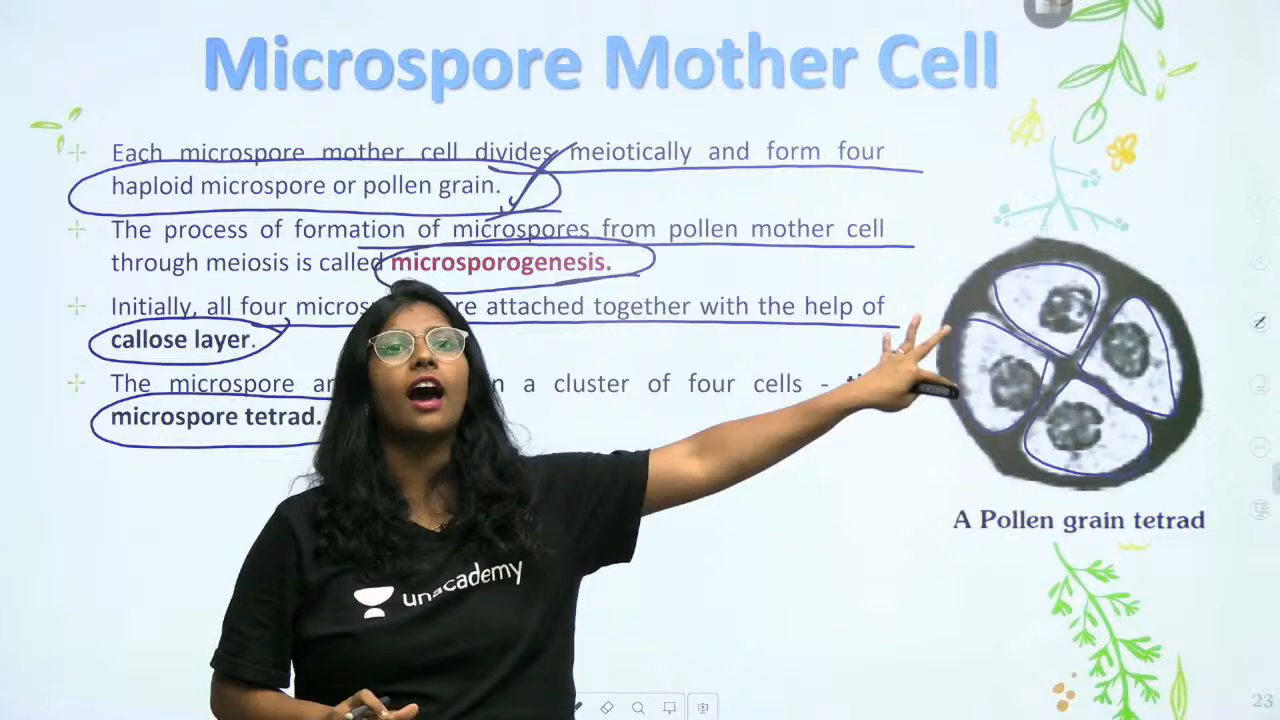 Microspore Mother Cell
Each microspore mother cell divides meiotically and form four
haploid microspore or pollen grain.
The process of formation of microspores from pollen mother cell
through meiosis is called microsporogenesis.
Initially, all four attached together with the help of
callose layer.
The microspore a cluster of four cells -
microspore tetrad.
A Pollen grain tetrad
unacademy
23